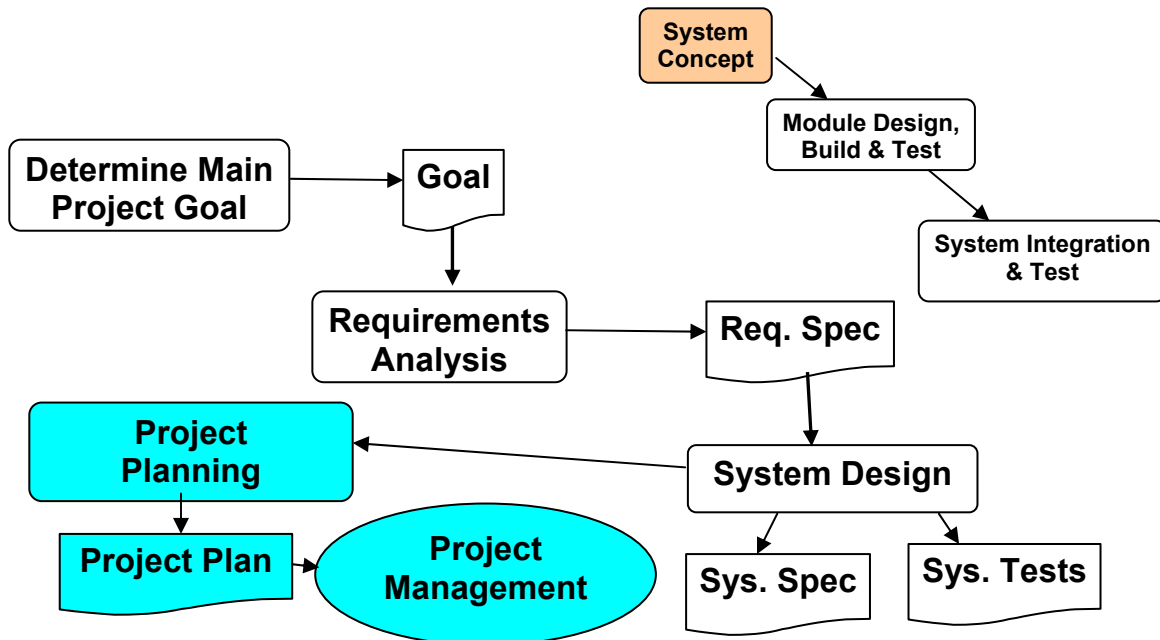 System
Concept
Module Design,
Build & Test
Determine Main
Project Goal
Goal
System Integration
& Test
Requirements
Analysis
Req. Spec
Project
Planning
System Design
Project Plan
Project
Management
Sys. Spec
Sys. Tests